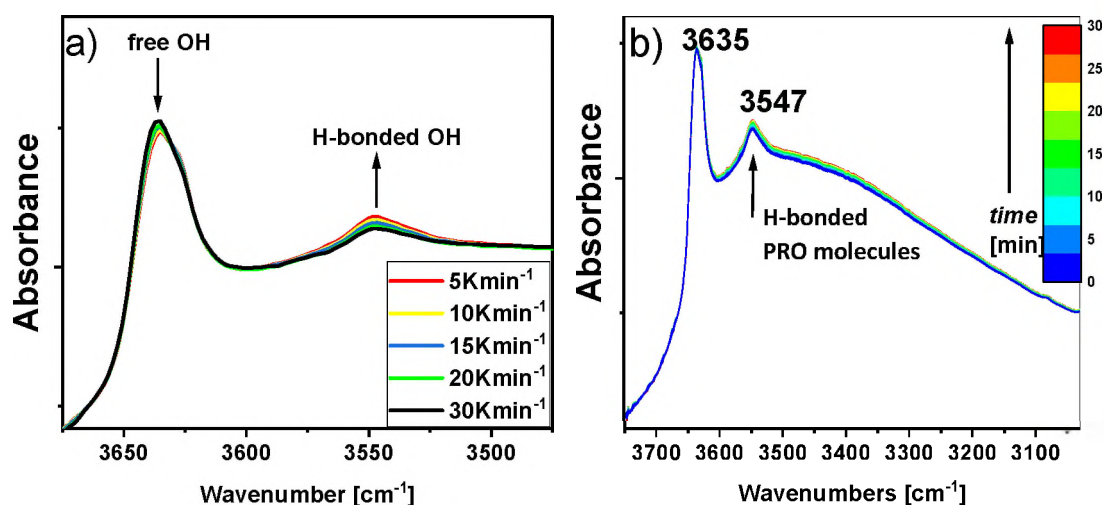 a)
free OH
H-bonded OH
Absorbance
5Kmin⁻¹
10Kmin⁻¹
15Kmin⁻¹
20Kmin⁻¹
30Kmin⁻¹
3650
3600
3550
3500
Wavenumber [cm⁻¹]
b)
3635
3547
H-bonded
PRO molecules
time
[min]
30
25
20
15
10
5
0
Absorbance
3700 3600 3500 3400 3300 3200 3100
Wavenumbers [cm⁻¹]